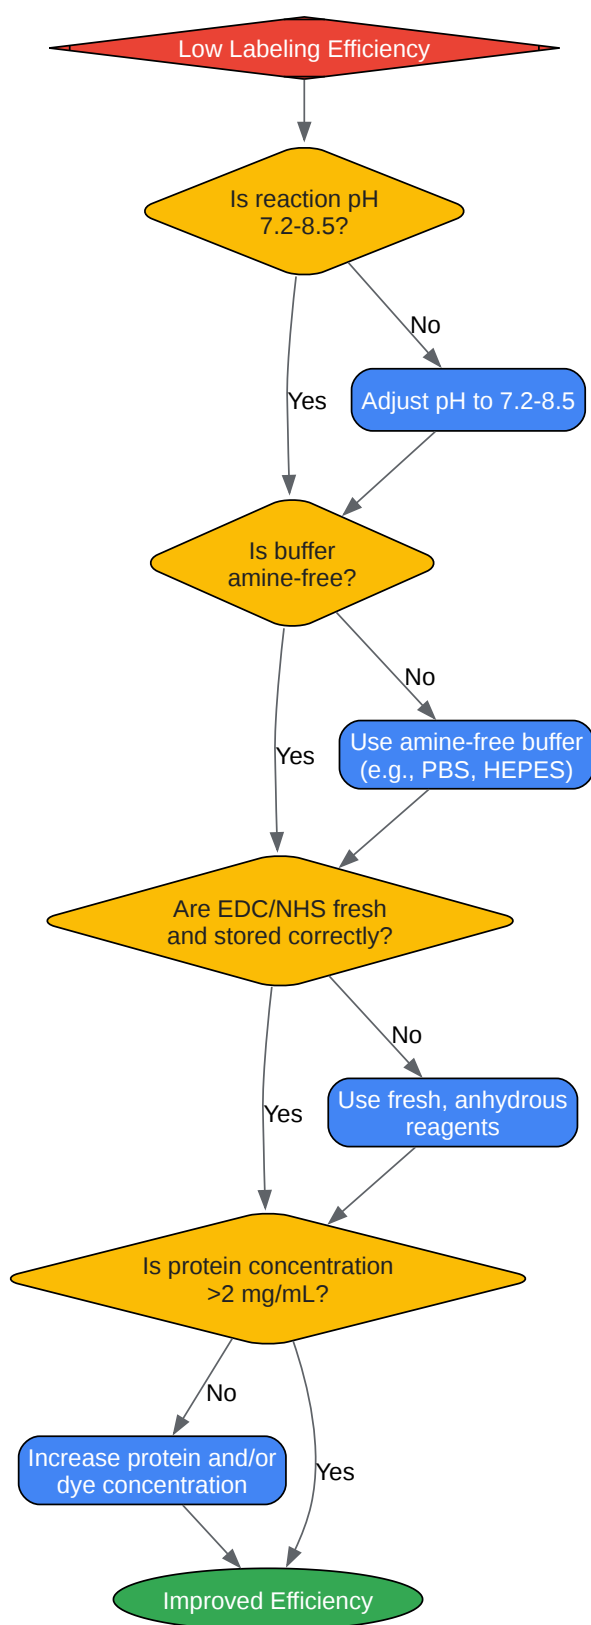 Low Labeling Efficiency
Is reaction pH
7.2-8.5?
No
Yes
Adjust pH to 7.2-8.5
Is buffer
amine-free?
No
Yes
Use amine-free buffer
(e.g., PBS, HEPES)
Are EDC/NHS fresh
and stored correctly?
No
Yes
Use fresh, anhydrous
reagents
Is protein concentration
>2 mg/mL?
No
Increase protein and/or
dye concentration
Yes
Improved Efficiency